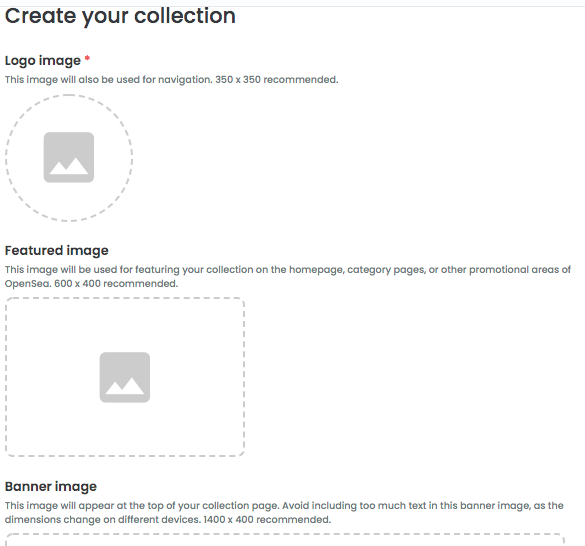 Create your collection
Logo image *
This image will also be used for navigation. 350 x 350 recommended.
Featured image
This image will be used for featuring your collection on the homepage, category pages, or other promotional areas of
OpenSea. 600 x 400 recommended.
Banner image
This image will appear at the top of your collection page. Avoid including too much text in this banner image, as the
dimensions change on different devices. 1400 x 400 recommended.